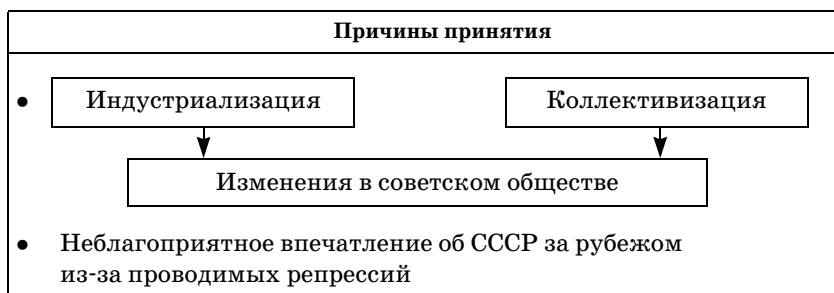 Причины принятия
• Индустриализация Коллективизация
Изменения в советском обществе
• Неблагоприятное впечатление об СССР за рубежом
из-за проводимых репрессий